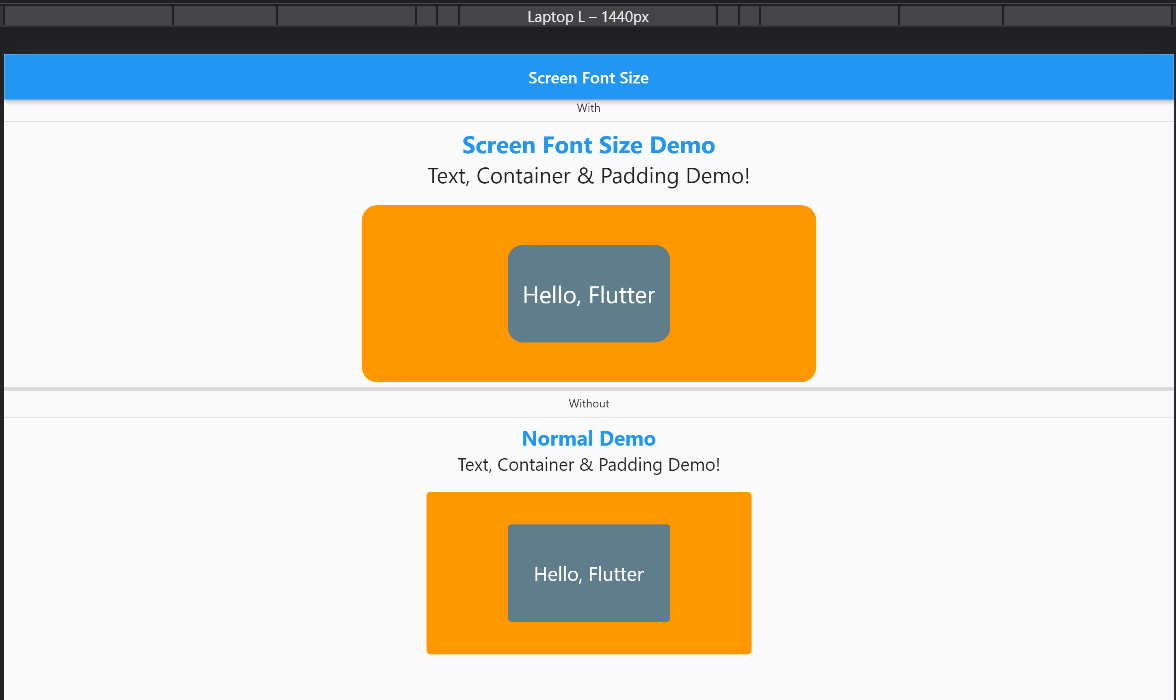 Laptop L – 1440px
Screen Font Size
With
Screen Font Size Demo
Text, Container & Padding Demo!
Hello, Flutter
Without
Normal Demo
Text, Container & Padding Demo!
Hello, Flutter